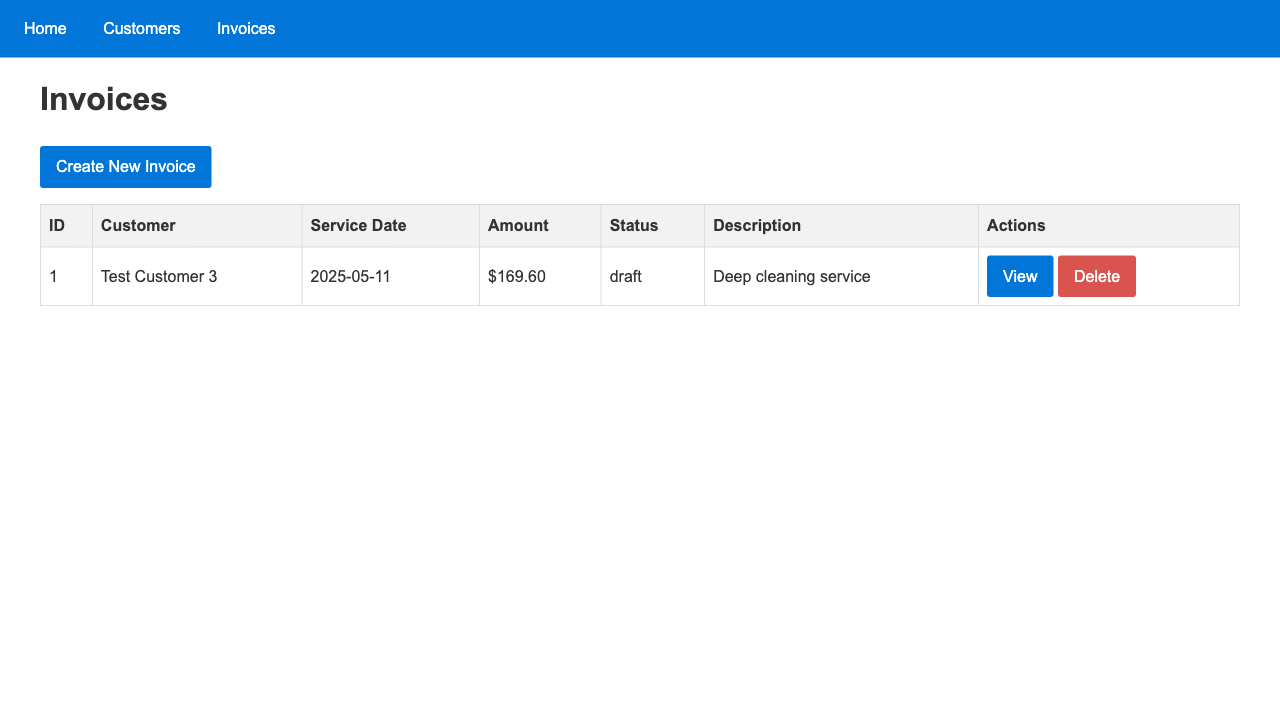 Home Customers Invoices
Invoices
Create New Invoice
ID Customer Service Date Amount Status Description Actions
1 Test Customer 3 2025-05-11 $169.60 draft Deep cleaning service View Delete